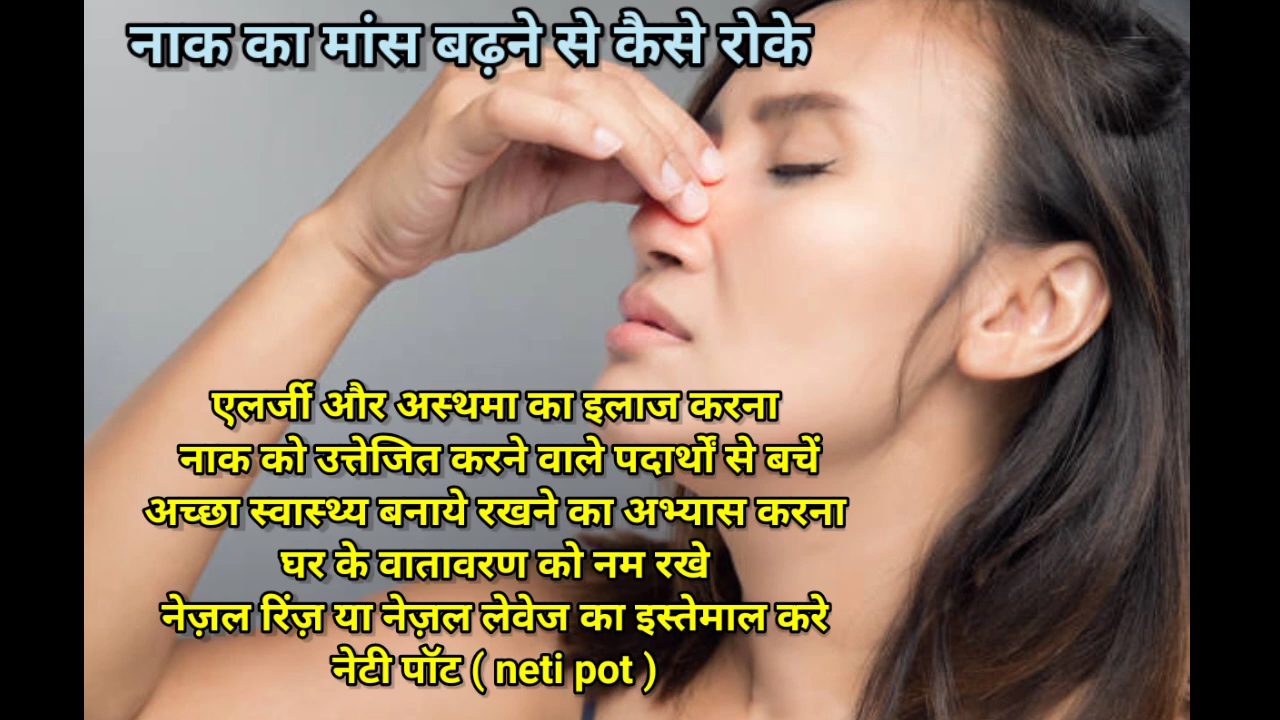 नाक का मांस बढ़ने से कैसे रोके
एलर्जी और अस्थमा का इलाज करना
नाक को उत्तेजित करने वाले पदार्थों से बचें
अच्छा स्वास्थ्य बनाये रखने का अभ्यास करना
घर के वातावरण को नम रखे
नेज़ल रिंज़ या नेज़ल लेवेज का इस्तेमाल करे
नेटी पॉट ( neti pot )